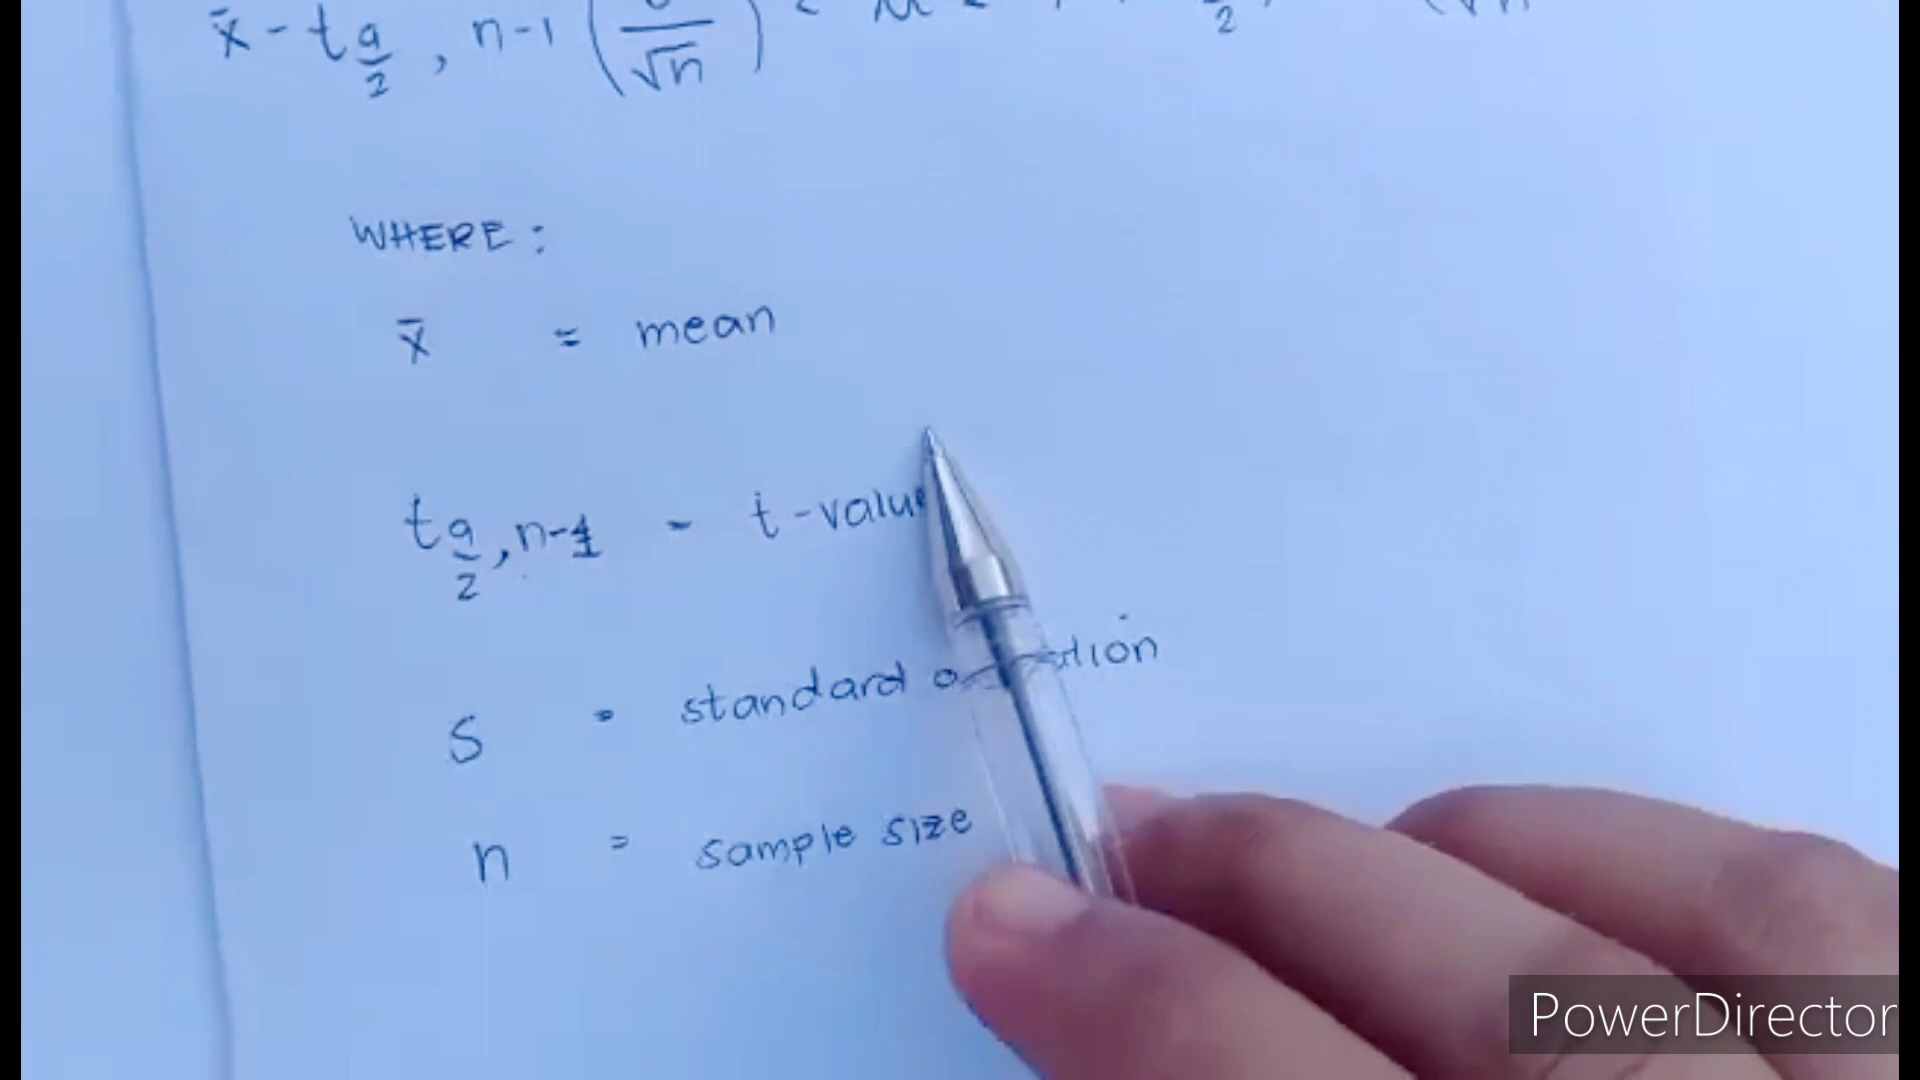 x̄ - t a/2 , n-1 ( /√n ) < M <
WHERE :
x̄ = mean
t a/2 , n-1 = t-value
s = standard
n = sample size
PowerDirector